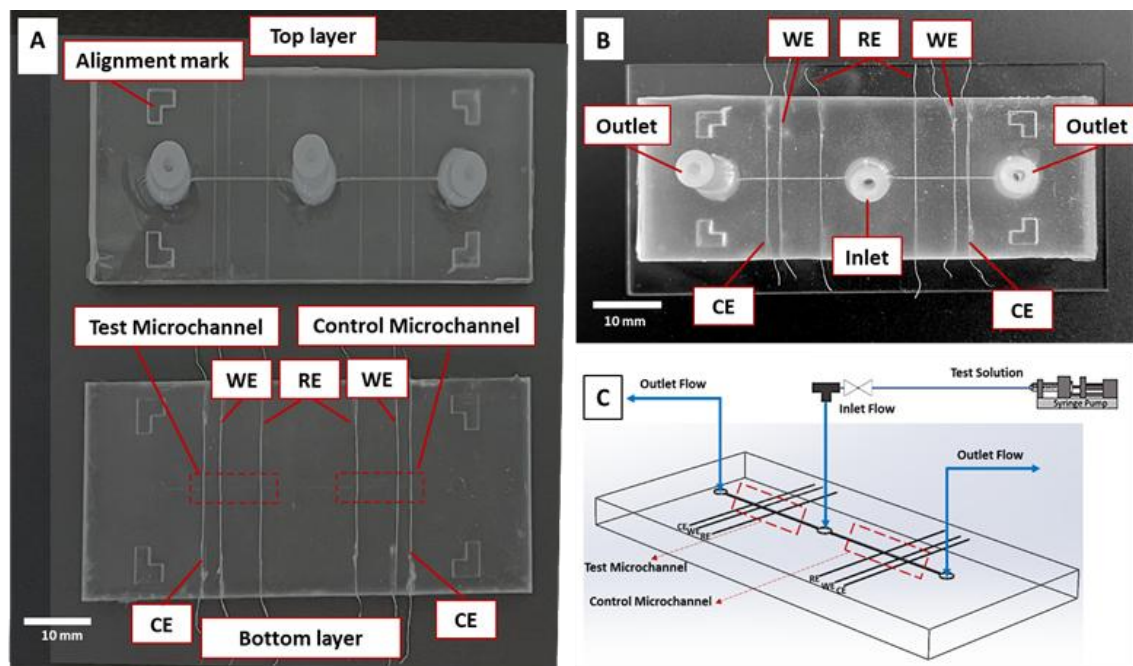 A
Top layer
Alignment mark
Test Microchannel
Control Microchannel
WE
RE
WE
CE
CE
10 mm
Bottom layer
B
WE
RE
WE
Outlet
Outlet
Inlet
CE
CE
10 mm
C
Outlet Flow
Test Solution
Inlet Flow
Syringe Pump
Outlet Flow
CE
WE
RE
Test Microchannel
RE
WE
CE
Control Microchannel